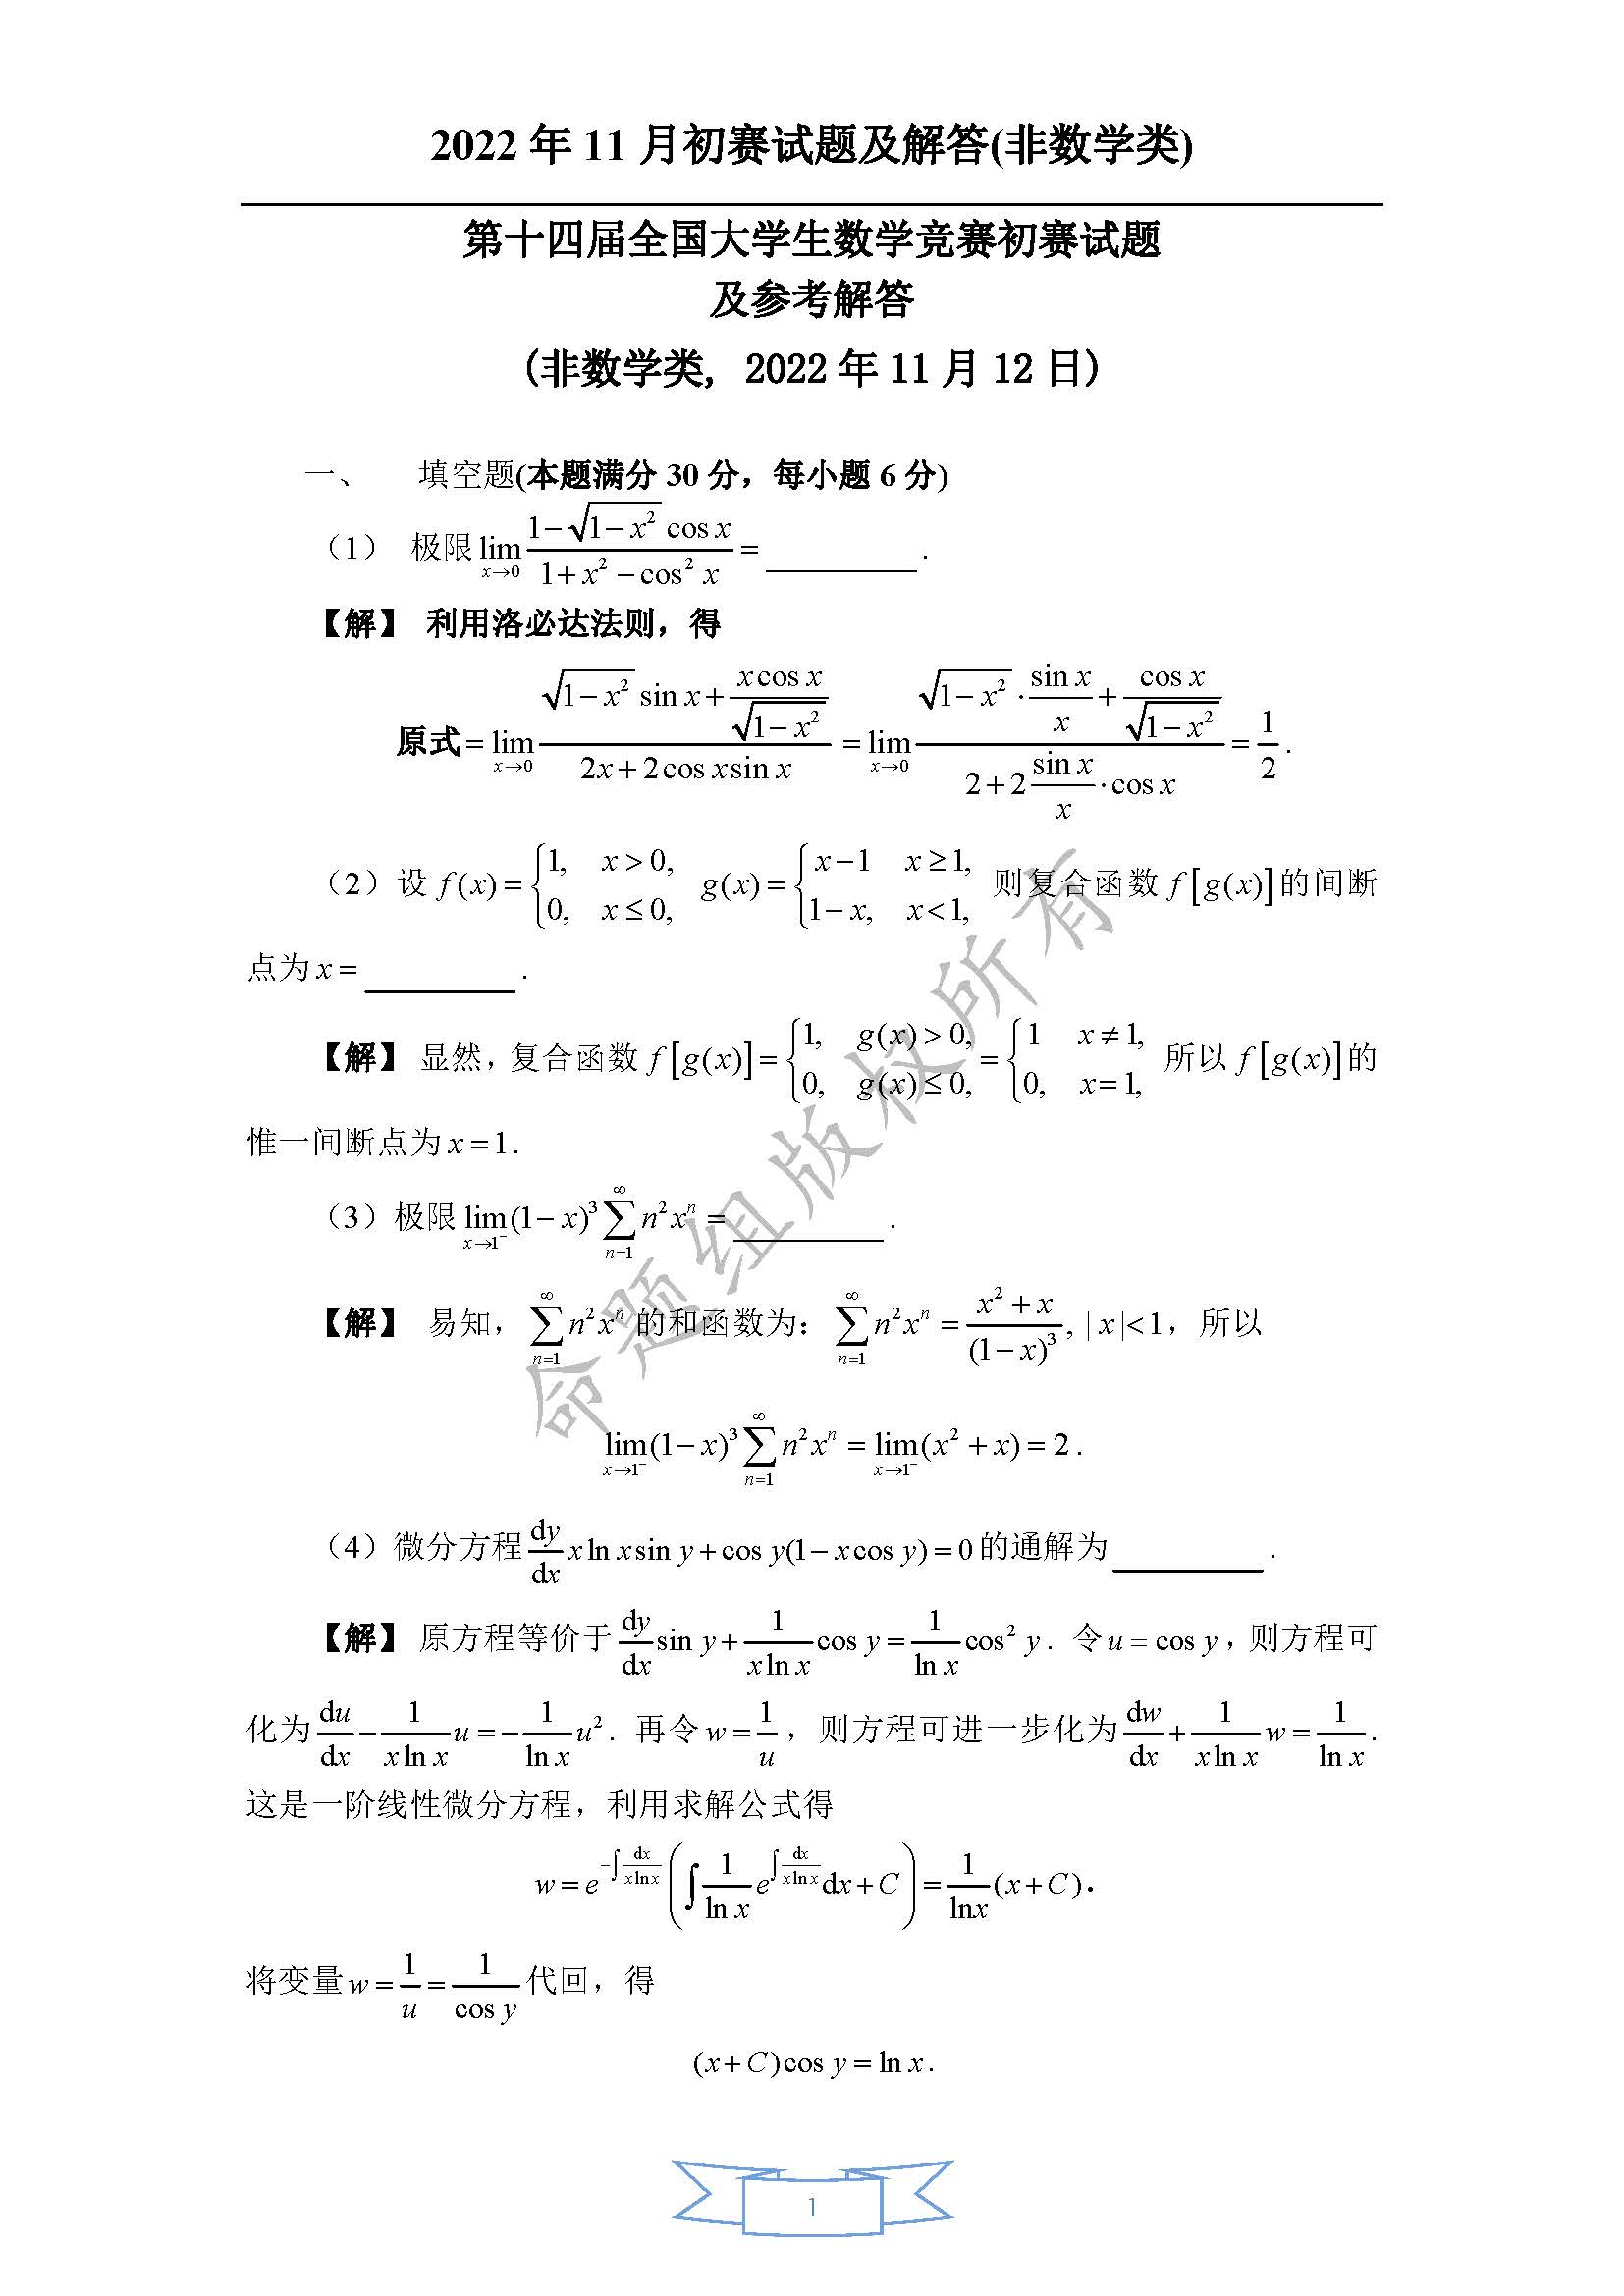 2022 年 11 月初赛试题及解答(非数学类)
第十四届全国大学生数学竞赛初赛试题
及参考解答
(非数学类, 2022 年 11 月 12 日)
一、 填空题(本题满分 30 分，每小题 6 分)
（1） 极限 $\lim_{x\to 0}\frac{1-\sqrt{1-x^2}\cos x}{1+x^2-\cos^2 x}=$ ________ .
【解】 利用洛必达法则，得
原式 $=\lim_{x\to 0}\frac{\sqrt{1-x^2}\sin x+\frac{x\cos x}{\sqrt{1-x^2}}}{2x+2\cos x\sin x}=\lim_{x\to 0}\frac{\sqrt{1-x^2}\cdot\frac{\sin x}{x}+\frac{\cos x}{\sqrt{1-x^2}}}{2+2\frac{\sin x}{x}\cdot\cos x}=\frac{1}{2}$ .
（2）设 $f(x)=\begin{cases}1, & x>0,\\ 0, & x\le 0,\end{cases}$ $g(x)=\begin{cases}x-1 & x\ge 1,\\ 1-x, & x<1,\end{cases}$ 则复合函数 $f[g(x)]$ 的间断
点为 $x=$ ________ .
【解】 显然，复合函数 $f[g(x)]=\begin{cases}1, & g(x)>0,\\ 0, & g(x)\le 0,\end{cases}=\begin{cases}1 & x\ne 1,\\ 0, & x=1,\end{cases}$ 所以 $f[g(x)]$ 的
惟一间断点为 $x=1$ .
（3）极限 $\lim_{x\to 1^-}(1-x)^3\sum_{n=1}^{\infty}n^2x^n=$ ________ .
【解】 易知，$\sum_{n=1}^{\infty}n^2x^n$ 的和函数为：$\sum_{n=1}^{\infty}n^2x^n=\frac{x^2+x}{(1-x)^3}, |x|<1$，所以
$\lim_{x\to 1^-}(1-x)^3\sum_{n=1}^{\infty}n^2x^n=\lim_{x\to 1^-}(x^2+x)=2$ .
（4）微分方程 $\frac{dy}{dx}x\ln x\sin y+\cos y(1-x\cos y)=0$ 的通解为 ________ .
【解】 原方程等价于 $\frac{dy}{dx}\sin y+\frac{1}{x\ln x}\cos y=\frac{1}{\ln x}\cos^2 y$ . 令 $u=\cos y$，则方程可
化为 $\frac{du}{dx}-\frac{1}{x\ln x}u=-\frac{1}{\ln x}u^2$ . 再令 $w=\frac{1}{u}$，则方程可进一步化为 $\frac{dw}{dx}+\frac{1}{x\ln x}w=\frac{1}{\ln x}$ .
这是一阶线性微分方程，利用求解公式得
$w=e^{-\int\frac{dx}{x\ln x}}\left(\int\frac{1}{\ln x}e^{\int\frac{dx}{x\ln x}}dx+C\right)=\frac{1}{\ln x}(x+C)$ .
将变量 $w=\frac{1}{u}=\frac{1}{\cos y}$ 代回，得
$(x+C)\cos y=\ln x$ .
命题组版权所有
1